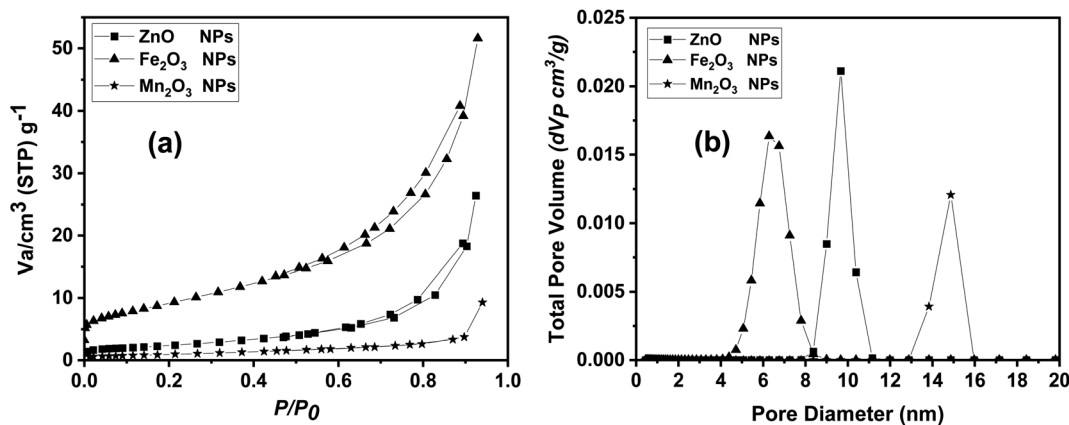 (a)
ZnO NPs
Fe₂O₃ NPs
Mn₂O₃ NPs
Va/cm³ (STP) g⁻¹
50
40
30
20
10
0
0.0 0.2 0.4 0.6 0.8 1.0
P/P₀
(b)
ZnO NPs
Fe₂O₃ NPs
Mn₂O₃ NPs
Total Pore Volume (dVP cm³/g)
0.025
0.020
0.015
0.010
0.005
0.000
0 2 4 6 8 10 12 14 16 18 20
Pore Diameter (nm)